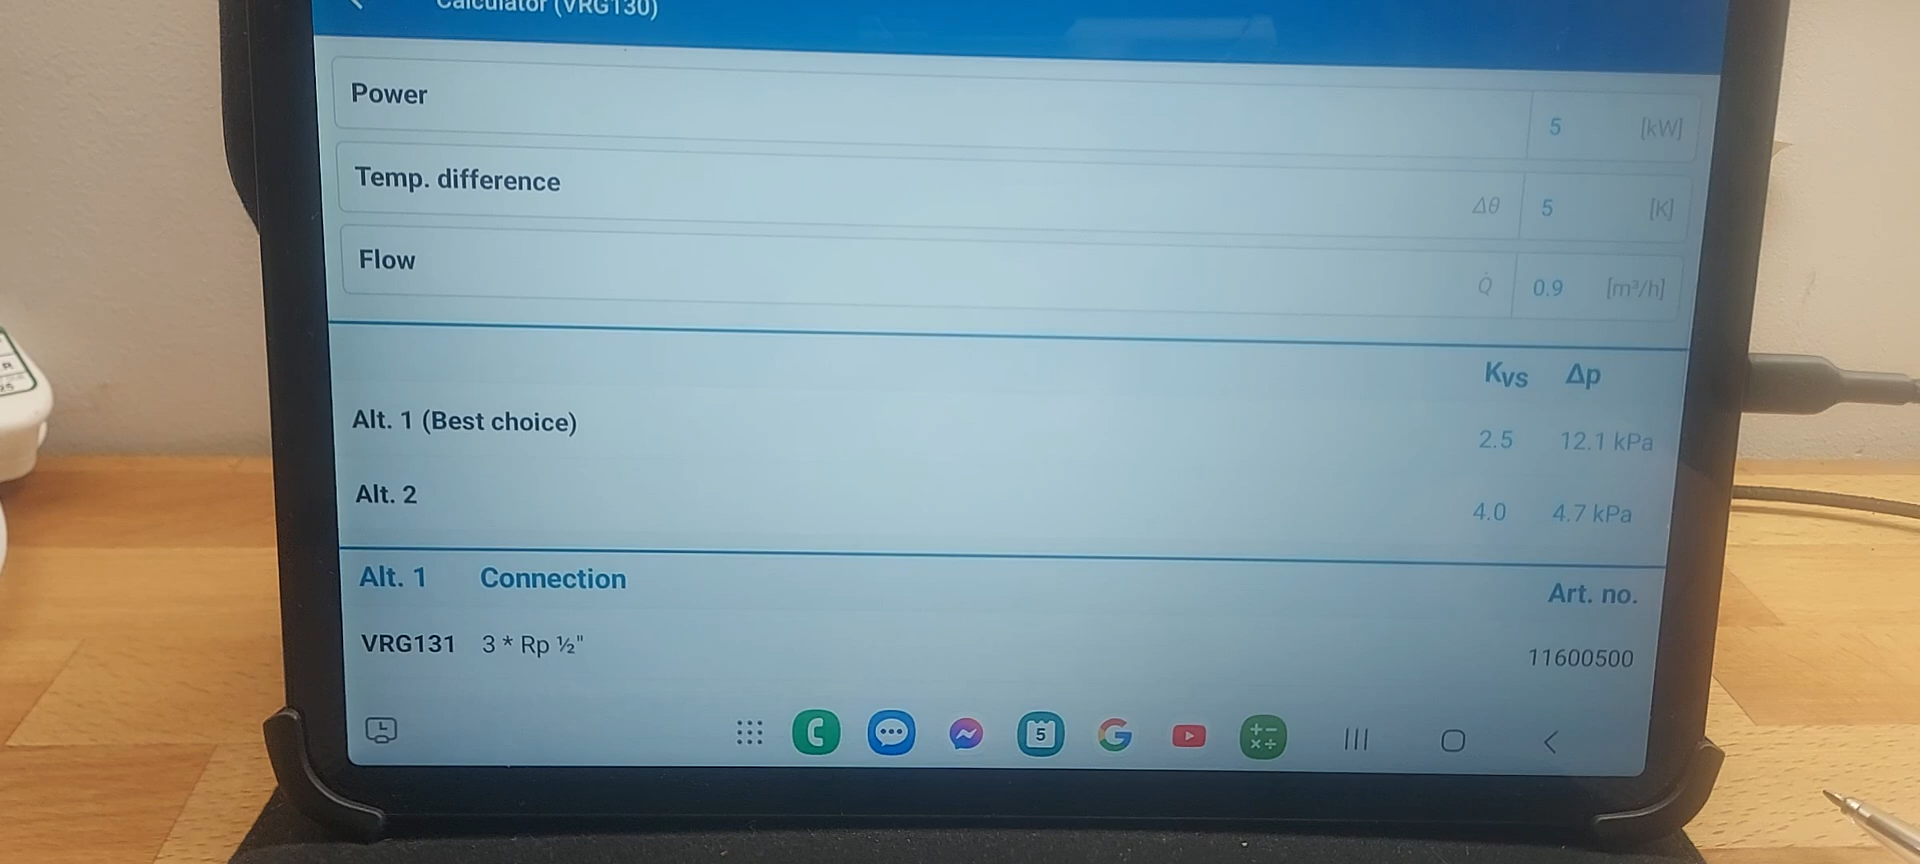 Calculator (VRG130)
Power 5 [kW]
Temp. difference Δθ 5 [K]
Flow Q̇ 0.9 [m³/h]
Kvs Δp
Alt. 1 (Best choice) 2.5 12.1 kPa
Alt. 2 4.0 4.7 kPa
Alt. 1 Connection Art. no.
VRG131 3 * Rp ½" 11600500
5